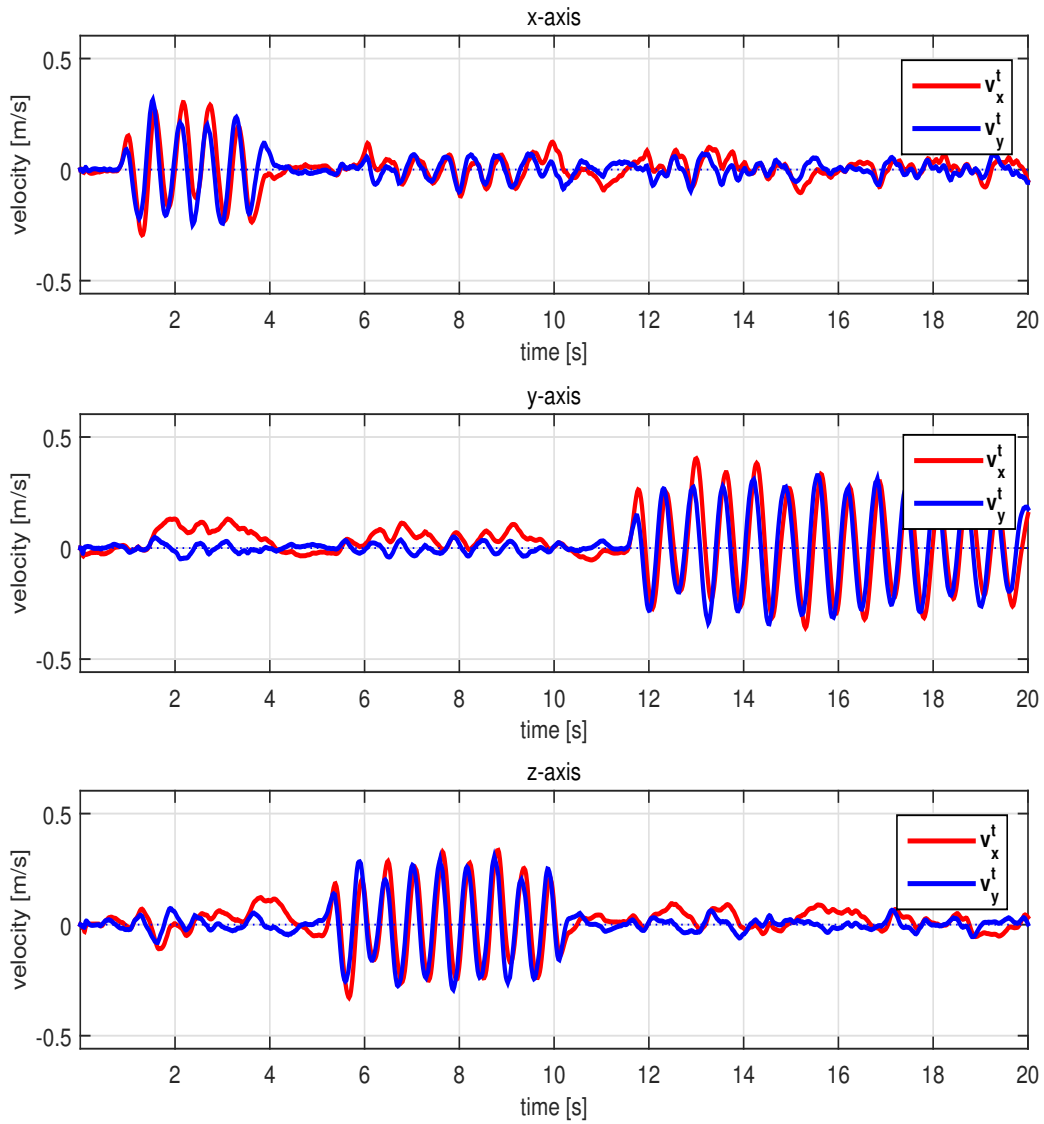 x-axis
0.5
v_x^t
v_y^t
0
-0.5
velocity [m/s]
2 4 6 8 10 12 14 16 18 20
time [s]
y-axis
0.5
v_x^t
v_y^t
0
-0.5
velocity [m/s]
2 4 6 8 10 12 14 16 18 20
time [s]
z-axis
0.5
v_x^t
v_y^t
0
-0.5
velocity [m/s]
2 4 6 8 10 12 14 16 18 20
time [s]